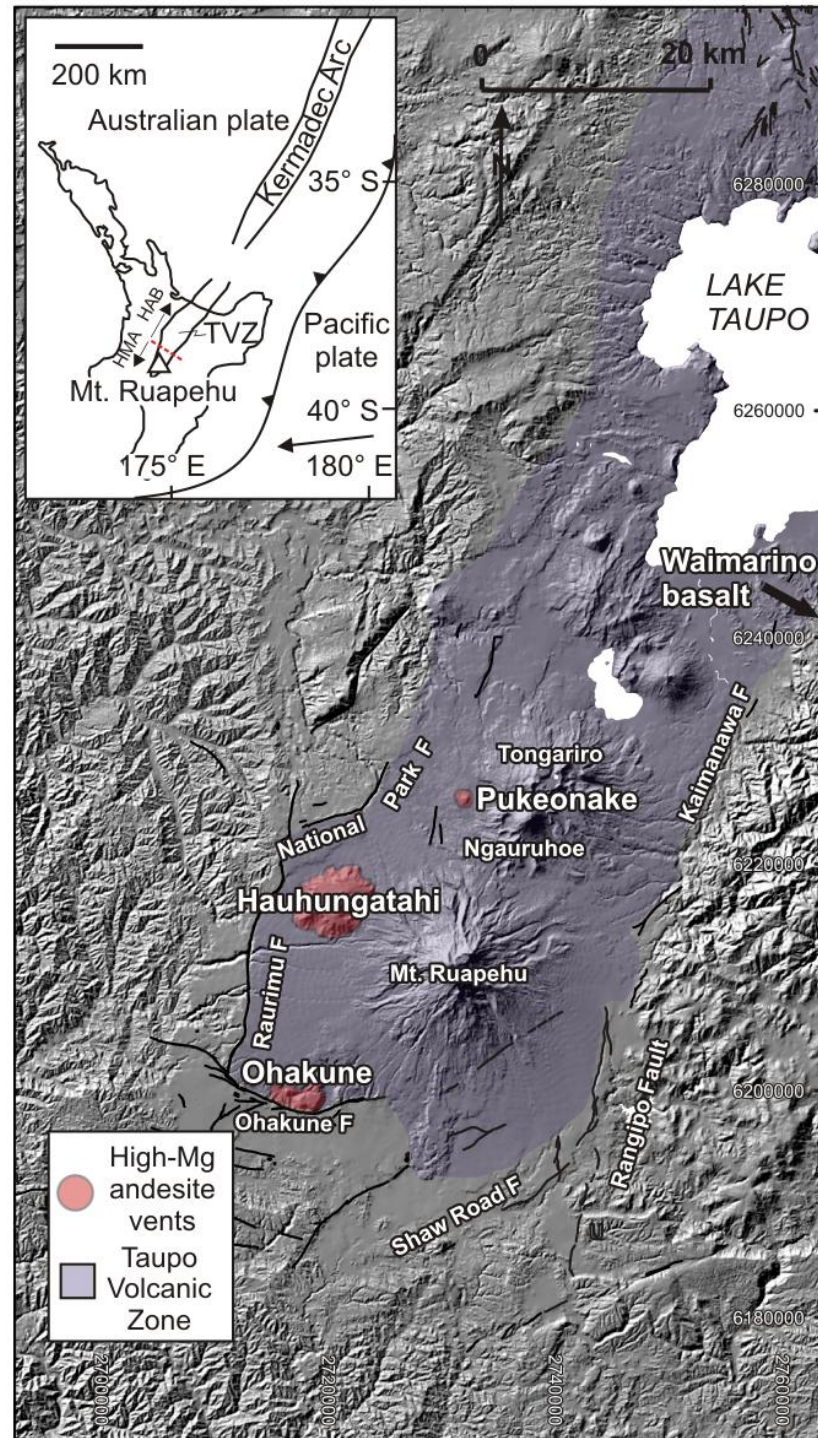 200 km
Australian plate
Kermadec Arc
35° S
HAB
HMA
TVZ
Pacific
plate
Mt. Ruapehu
40° S
175° E
180° E
0
20 km
N
6280000
LAKE
TAUPO
6260000
Waimarino
basalt
6240000
Kaimanawa F
Tongariro
Park F
Pukeonake
National
Ngauruhoe
6220000
Hauhungatahi
Mt. Ruapehu
Raurimu F
Ohakune
6200000
Ohakune F
Rangipo Fault
High-Mg
andesite
vents
Shaw Road F
U
Taupo
Volcanic
Zone
6180000
2700000
2720000
2740000
2760000